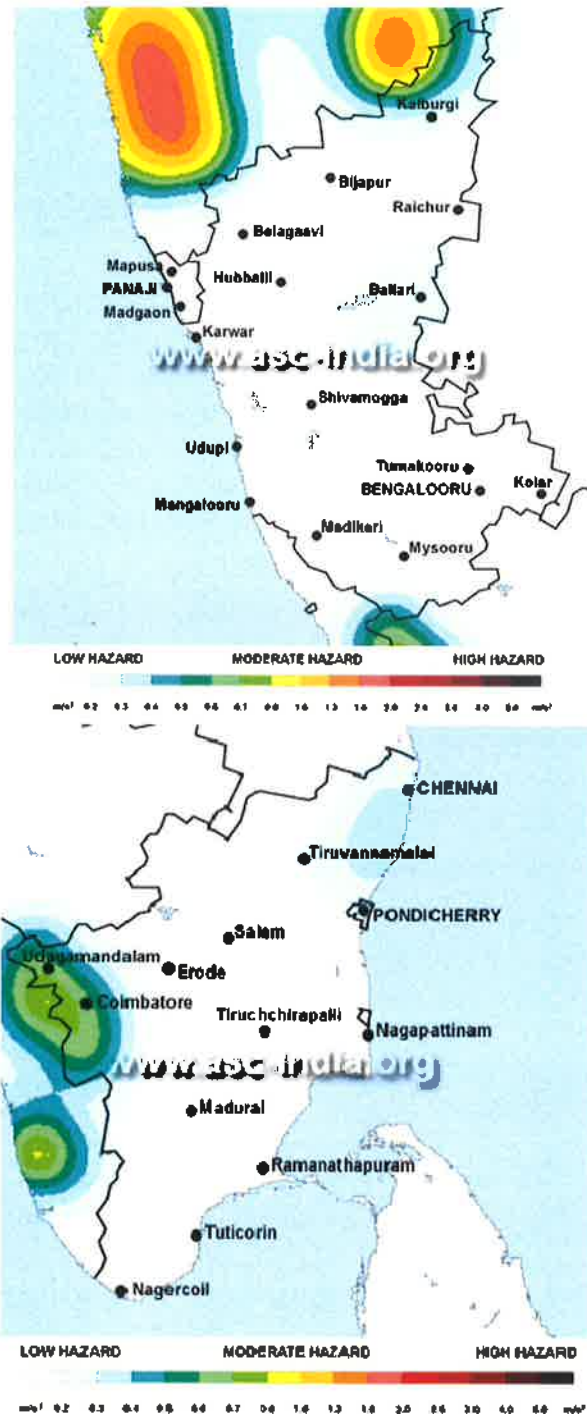 Kalburgi
Bijapur
Raichur
Belagaavi
Mapusa
Hubballi
PANAJI
Ballari
Madgaon
Karwar
www.asc-india.org
Shivamogga
Udupi
Tumakooru
BENGALOORU
Kolar
Mangalooru
Madikeri
Mysooru
LOW HAZARD MODERATE HAZARD HIGH HAZARD
CHENNAI
Tiruvannamalai
PONDICHERRY
Salem
Udagamandalam
Erode
Coimbatore
Tiruchchirapalli
Nagapattinam
www.asc-india.org
Madurai
Ramanathapuram
Tuticorin
Nagercoil
LOW HAZARD MODERATE HAZARD HIGH HAZARD